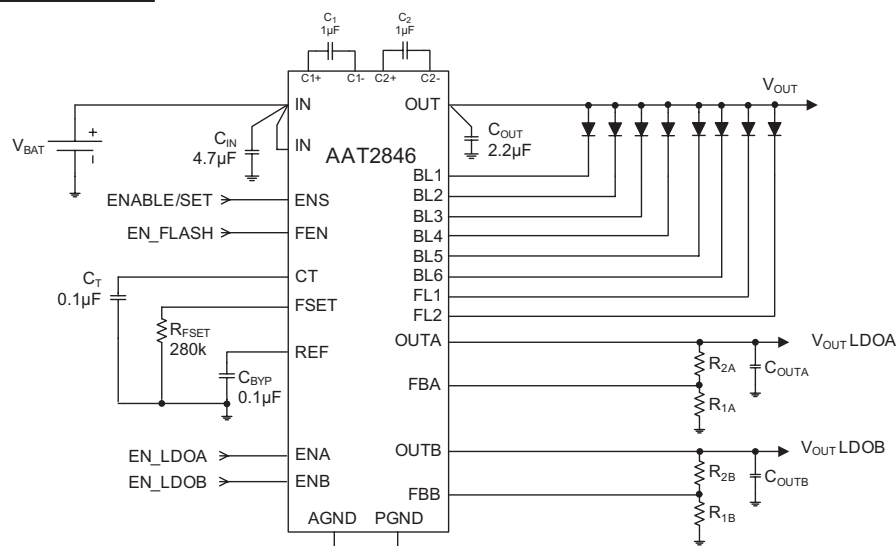 C1
1µF
C2
1µF
C1+
C1-
C2+
C2-
VBAT
+
−
IN
IN
CIN
4.7µF
AAT2846
OUT
VOUT
COUT
2.2µF
ENABLE/SET
ENS
EN_FLASH
FEN
BL1
BL2
BL3
BL4
BL5
BL6
FL1
FL2
CT
0.1µF
CT
FSET
RFSET
280k
REF
CBYP
0.1µF
OUTA
VOUT LDOA
R2A
COUTA
FBA
R1A
EN_LDOA
ENA
EN_LDOB
ENB
OUTB
VOUT LDOB
R2B
COUTB
FBB
R1B
AGND
PGND